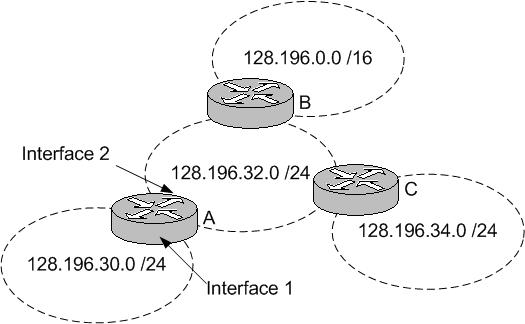 128.196.0.0 /16
B
Interface 2
128.196.32.0 /24
C
A
128.196.34.0 /24
128.196.30.0 /24
Interface 1